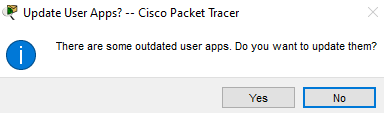 Update User Apps? -- Cisco Packet Tracer
There are some outdated user apps. Do you want to update them?
Yes No